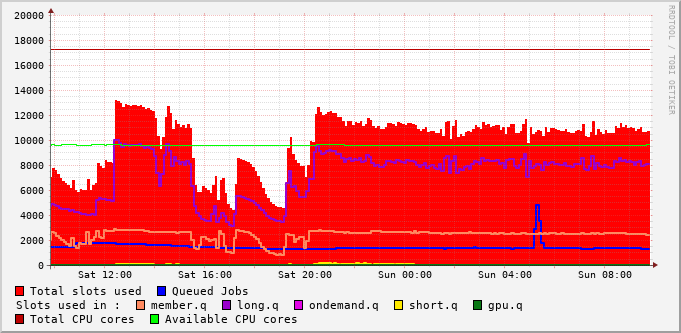 20000
18000
16000
14000
12000
10000
8000
6000
4000
2000
0
Sat 12:00 Sat 16:00 Sat 20:00 Sun 00:00 Sun 04:00 Sun 08:00
RRDTOOL / TOBI OETIKER
Total slots used Queued Jobs
Slots used in : member.q long.q ondemand.q short.q gpu.q
Total CPU cores Available CPU cores